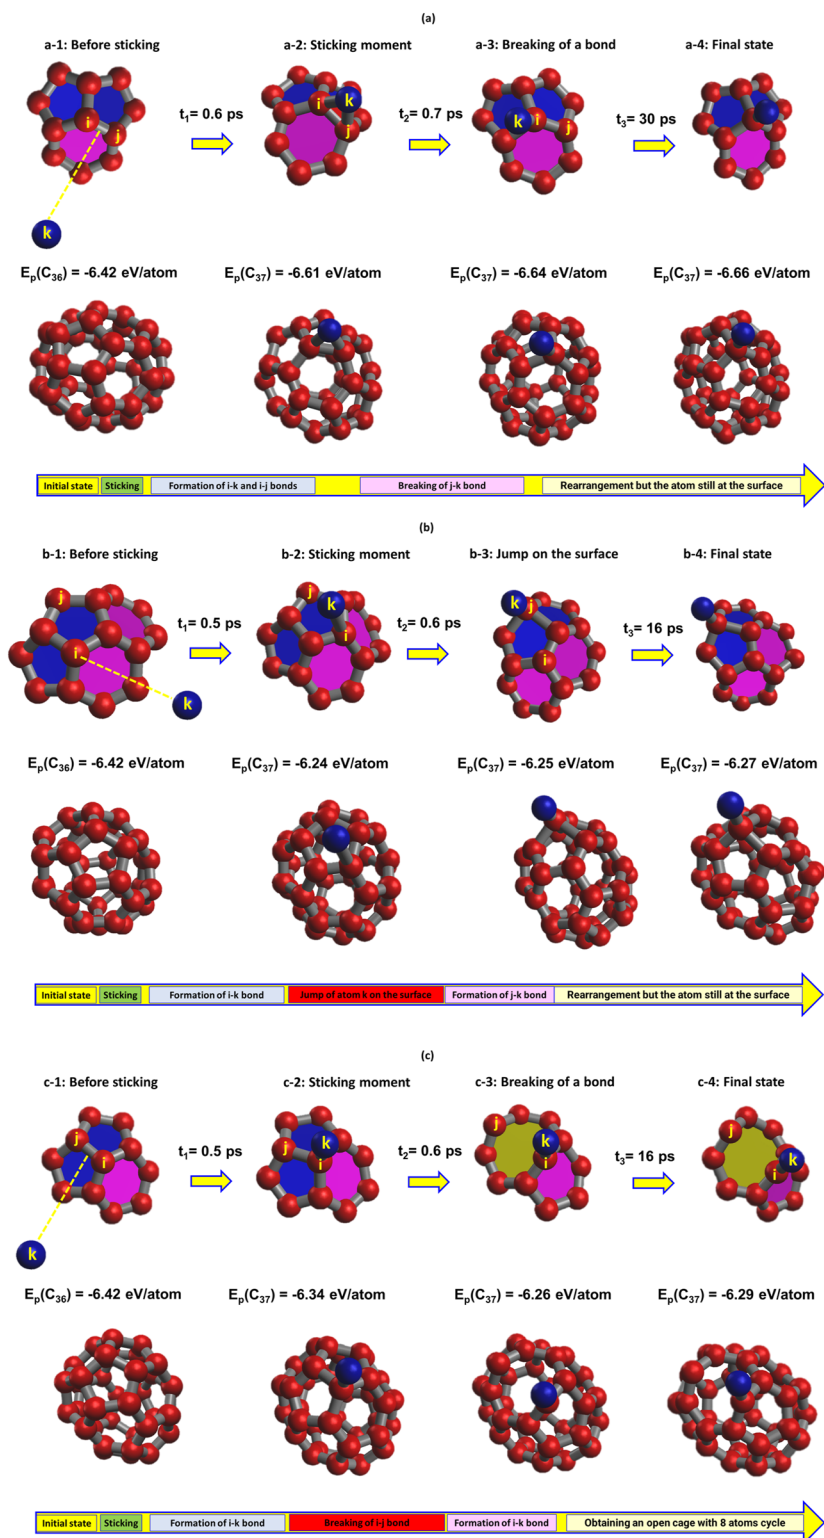 (a)
a-1: Before sticking a-2: Sticking moment a-3: Breaking of a bond a-4: Final state
t1= 0.6 ps t2= 0.7 ps t3= 30 ps
i j k
i k j
k i j
Ep(C36) = -6.42 eV/atom Ep(C37) = -6.61 eV/atom Ep(C37) = -6.64 eV/atom Ep(C37) = -6.66 eV/atom
Initial state Sticking Formation of i-k and i-j bonds Breaking of j-k bond Rearrangement but the atom still at the surface
(b)
b-1: Before sticking b-2: Sticking moment b-3: Jump on the surface b-4: Final state
t1= 0.5 ps t2= 0.6 ps t3= 16 ps
j i k
j k i
k j i
Ep(C36) = -6.42 eV/atom Ep(C37) = -6.24 eV/atom Ep(C37) = -6.25 eV/atom Ep(C37) = -6.27 eV/atom
Initial state Sticking Formation of i-k bond Jump of atom k on the surface Formation of j-k bond Rearrangement but the atom still at the surface
(c)
c-1: Before sticking c-2: Sticking moment c-3: Breaking of a bond c-4: Final state
t1= 0.5 ps t2= 0.6 ps t3= 16 ps
j i k
j k i
j k i
j k i
Ep(C36) = -6.42 eV/atom Ep(C37) = -6.34 eV/atom Ep(C37) = -6.26 eV/atom Ep(C37) = -6.29 eV/atom
Initial state Sticking Formation of i-k bond Breaking of i-j bond Formation of i-k bond Obtaining an open cage with 8 atoms cycle